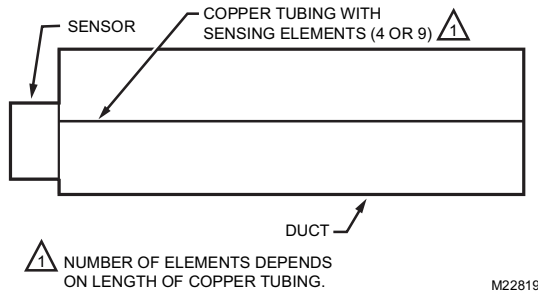 SENSOR
COPPER TUBING WITH
SENSING ELEMENTS (4 OR 9) 1
DUCT
1 NUMBER OF ELEMENTS DEPENDS
ON LENGTH OF COPPER TUBING.
M22819